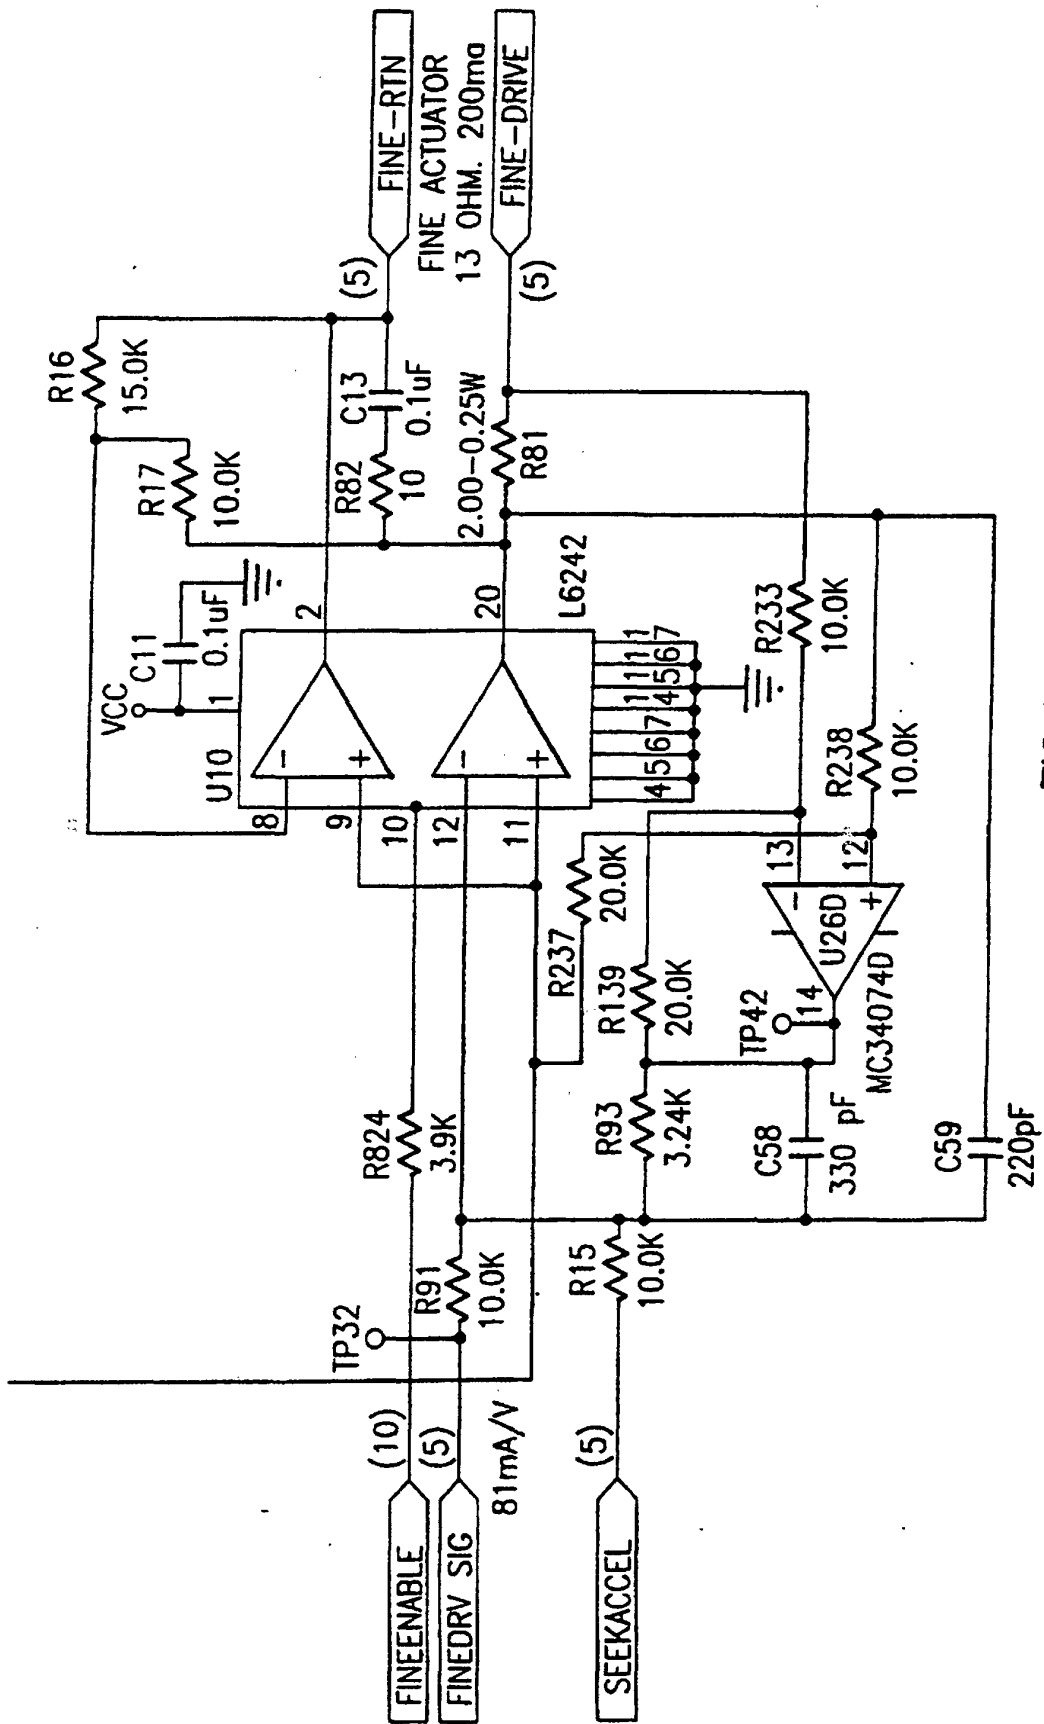 FINE-RTN
FINE ACTUATOR
13 OHM. 200ma
FINE-DRIVE
(5)
(5)
R16
15.0K
R17
10.0K
C13
0.1uF
R82
10
2.00-0.25W
R81
VCC
C11
0.1uF
1
2
20
L6242
U10
8
9
10
12
11
-
+
-
+
4
5
6
7
14
15
16
17
R233
10.0K
R238
10.0K
R237
20.0K
R139
20.0K
13
12
-
+
U26D
14
TP42
MC34074D
R824
3.9K
R93
3.24K
C58
330 pF
C59
220pF
TP32
R91
10.0K
R15
10.0K
(10)
(5)
81mA/V
(5)
FINEENABLE
FINEDRV SIG
SEEKACCEL